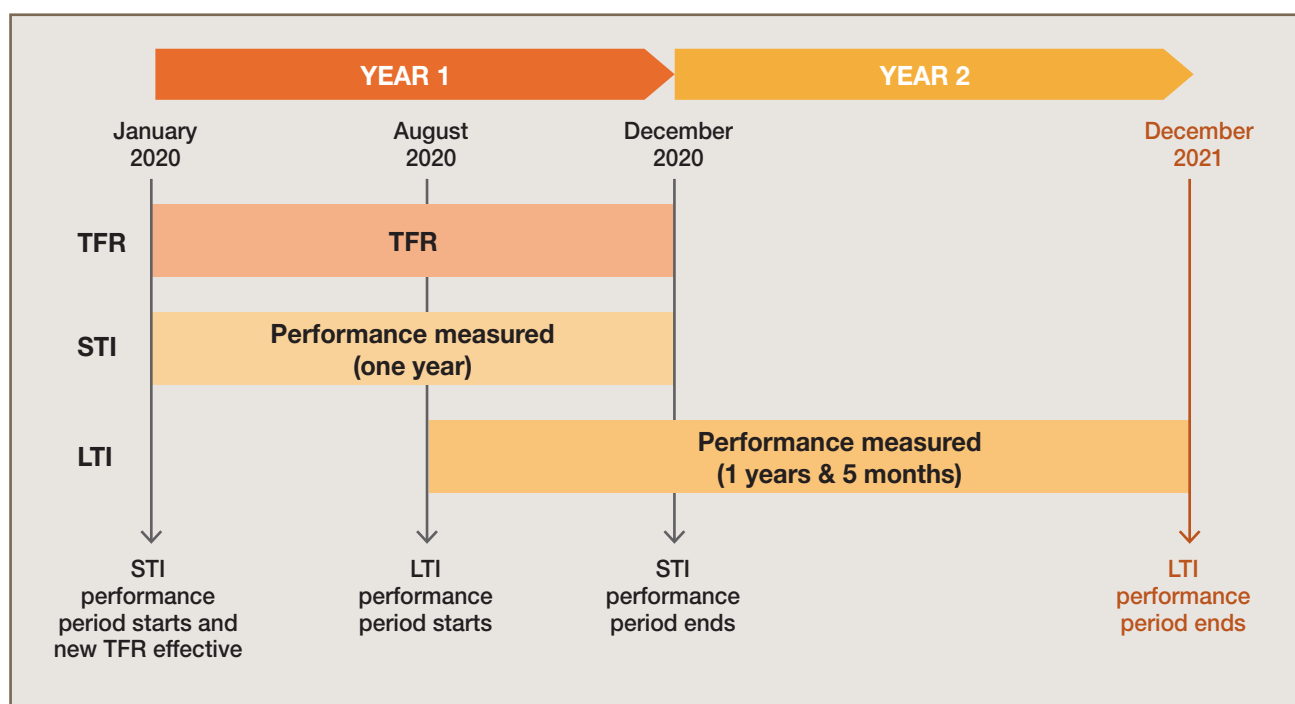 YEAR 1
YEAR 2
January
2020
August
2020
December
2020
December
2021
TFR
TFR
STI
Performance measured
(one year)
LTI
Performance measured
(1 years & 5 months)
STI
performance
period starts and
new TFR effective
LTI
performance
period starts
STI
performance
period ends
LTI
performance
period ends